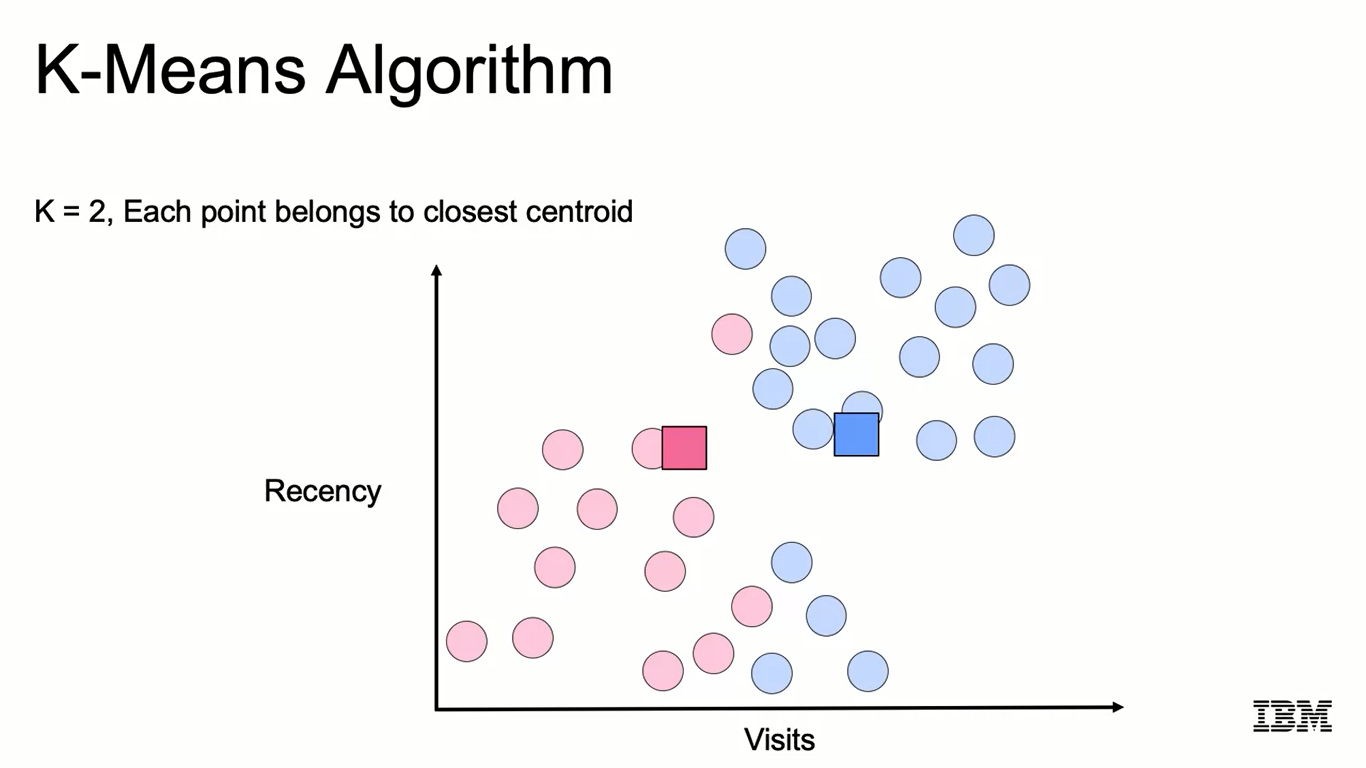 K-Means Algorithm
K = 2, Each point belongs to closest centroid
Recency
Visits
IBM